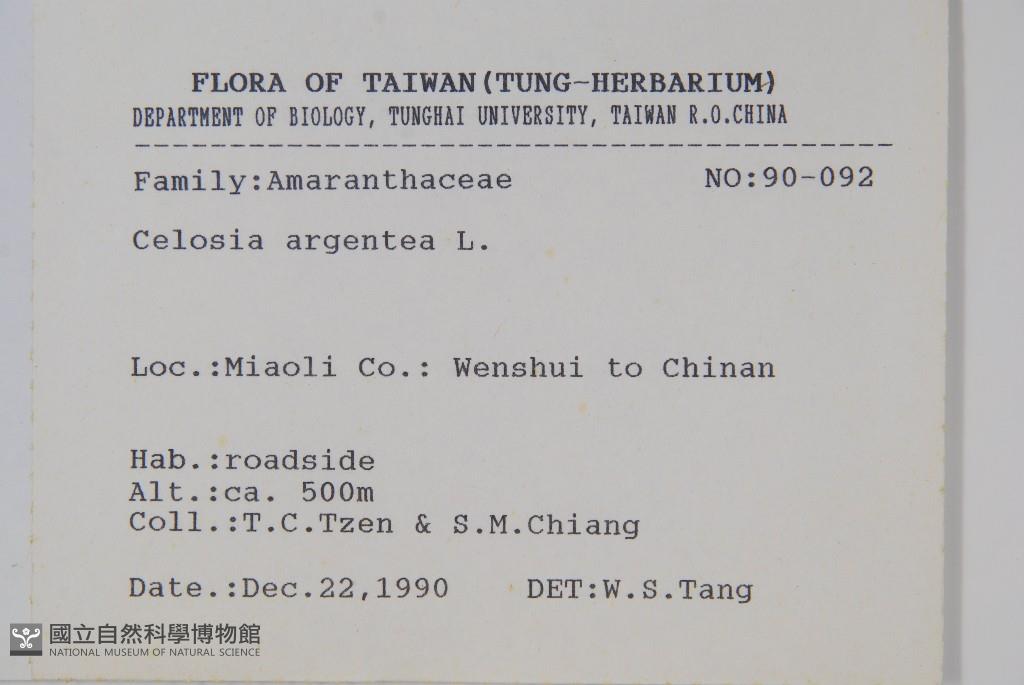 FLORA OF TAIWAN(TUNG-HERBARIUM)
DEPARTMENT OF BIOLOGY, TUNGHAI UNIVERSITY, TAIWAN R.O.CHINA
Family:Amaranthaceae NO:90-092
Celosia argentea L.
Loc.:Miaoli Co.: Wenshui to Chinan
Hab.:roadside
Alt.:ca. 500m
Coll.:T.C.Tzen & S.M.Chiang
Date.:Dec.22,1990 DET:W.S.Tang
國立自然科學博物館
NATIONAL MUSEUM OF NATURAL SCIENCE